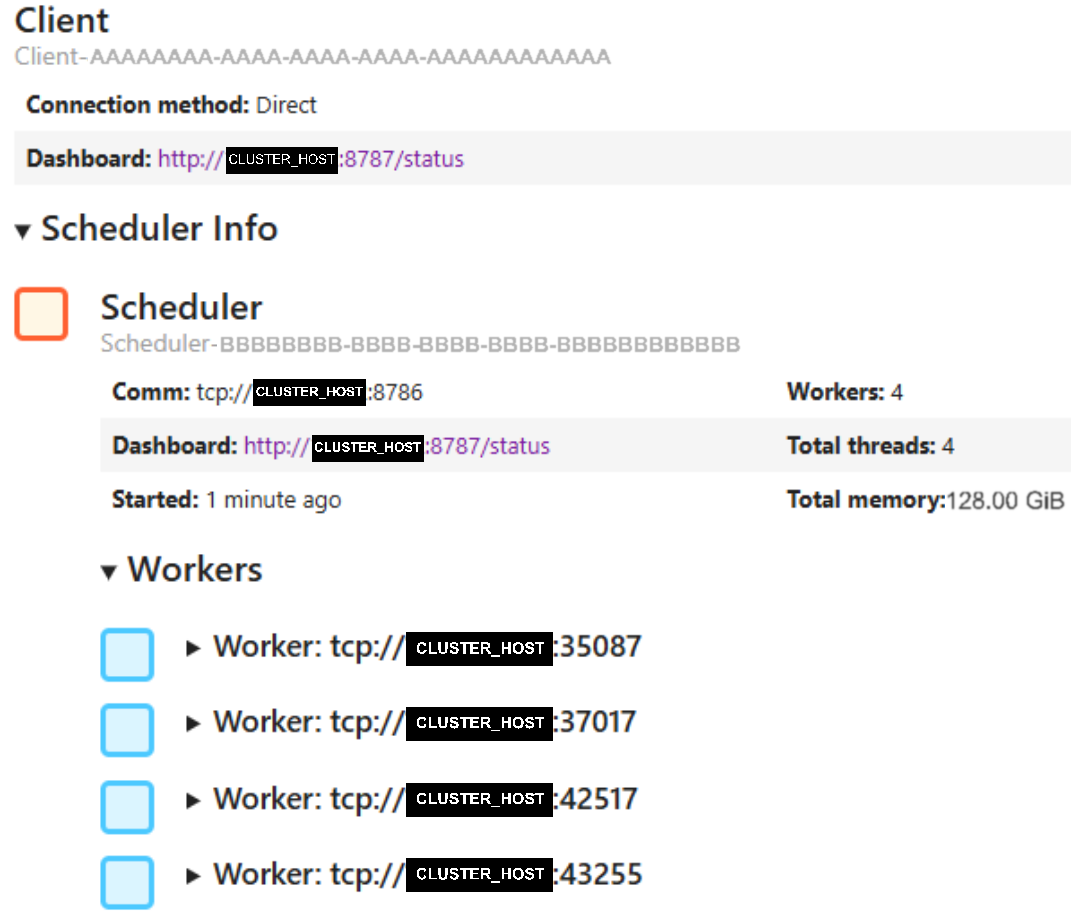 Client
Client-AAAAAAAA-AAAA-AAAA-AAAA-AAAAAAAAAAAA
Connection method: Direct
Dashboard: http://CLUSTER_HOST:8787/status
▾ Scheduler Info
Scheduler
Scheduler-BBBBBBBB-BBBB-BBBB-BBBB-BBBBBBBBBBBB
Comm: tcp://CLUSTER_HOST:8786 Workers: 4
Dashboard: http://CLUSTER_HOST:8787/status Total threads: 4
Started: 1 minute ago Total memory:128.00 GiB
▾ Workers
▸ Worker: tcp://CLUSTER_HOST:35087
▸ Worker: tcp://CLUSTER_HOST:37017
▸ Worker: tcp://CLUSTER_HOST:42517
▸ Worker: tcp://CLUSTER_HOST:43255